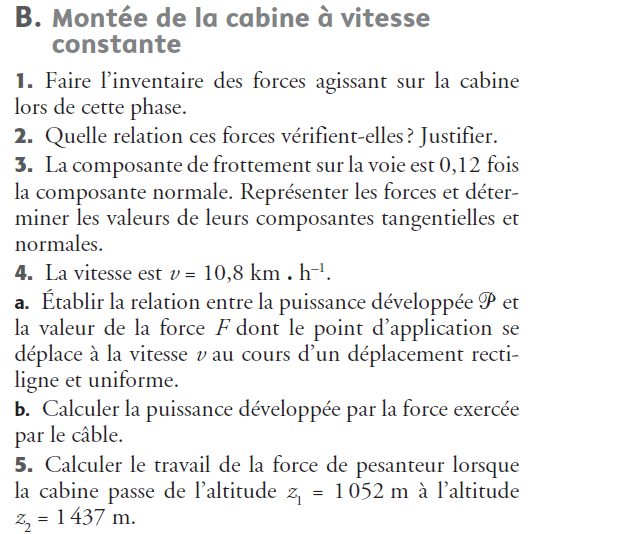 B. Montée de la cabine à vitesse
constante
1. Faire l’inventaire des forces agissant sur la cabine
lors de cette phase.
2. Quelle relation ces forces vérifient-elles ? Justifier.
3. La composante de frottement sur la voie est 0,12 fois
la composante normale. Représenter les forces et déter-
miner les valeurs de leurs composantes tangentielles et
normales.
4. La vitesse est v = 10,8 km . h⁻¹.
a. Établir la relation entre la puissance développée 𝒫 et
la valeur de la force F dont le point d’application se
déplace à la vitesse v au cours d’un déplacement recti-
ligne et uniforme.
b. Calculer la puissance développée par la force exercée
par le câble.
5. Calculer le travail de la force de pesanteur lorsque
la cabine passe de l’altitude z₁ = 1 052 m à l’altitude
z₂ = 1 437 m.